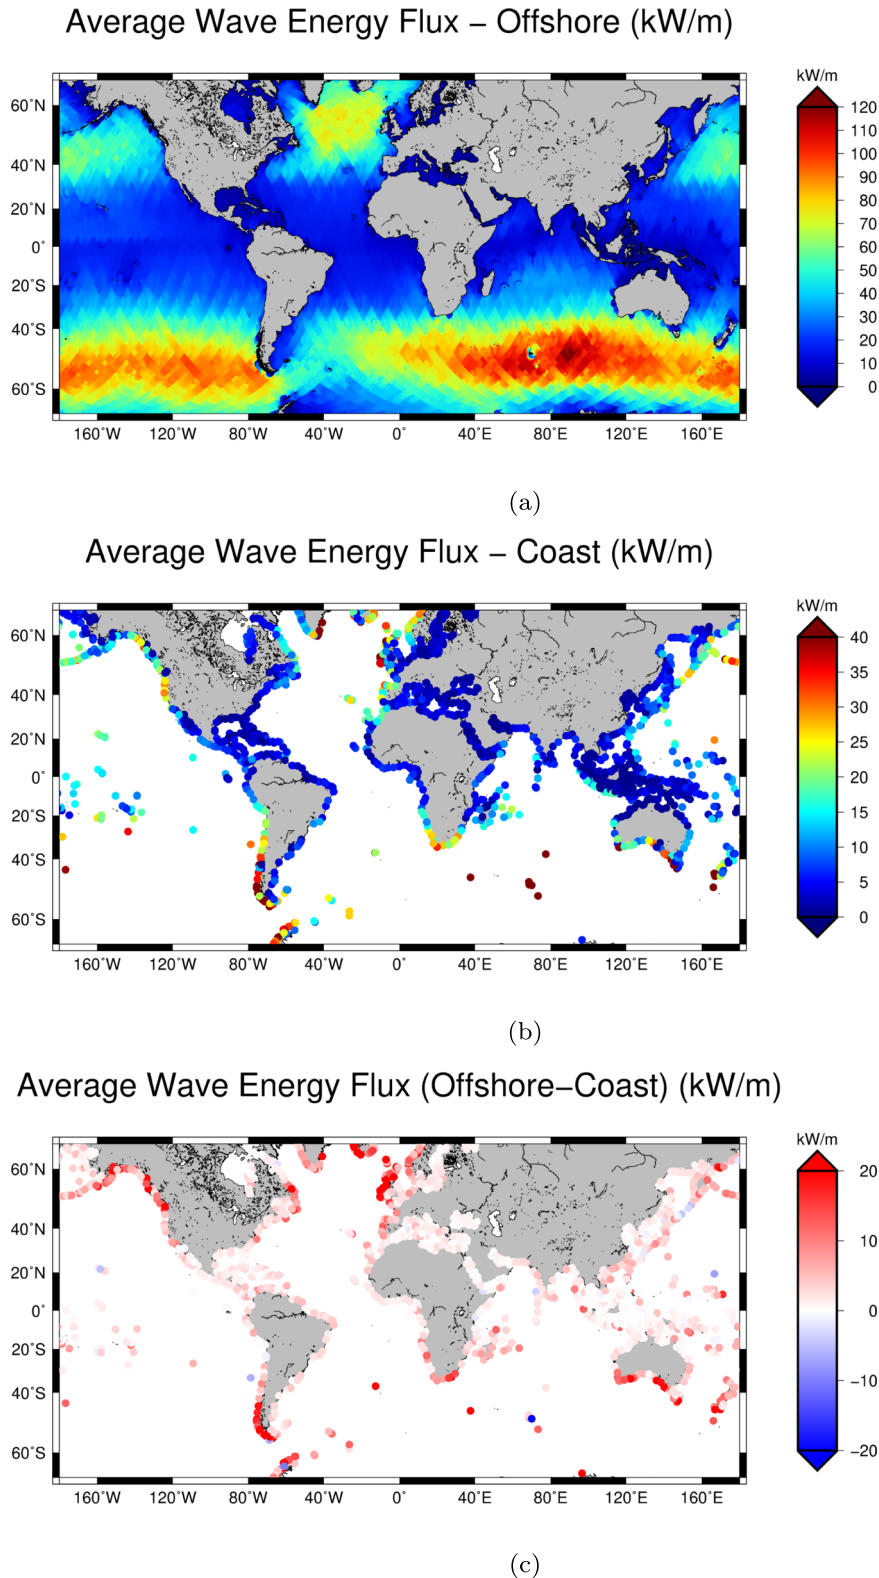 Average Wave Energy Flux − Offshore (kW/m)
kW/m
60˚N
40˚N
20˚N
0˚
20˚S
40˚S
60˚S
160˚W 120˚W 80˚W 40˚W 0˚ 40˚E 80˚E 120˚E 160˚E
120
110
100
90
80
70
60
50
40
30
20
10
0
(a)
Average Wave Energy Flux − Coast (kW/m)
kW/m
60˚N
40˚N
20˚N
0˚
20˚S
40˚S
60˚S
160˚W 120˚W 80˚W 40˚W 0˚ 40˚E 80˚E 120˚E 160˚E
40
35
30
25
20
15
10
5
0
(b)
Average Wave Energy Flux (Offshore−Coast) (kW/m)
kW/m
60˚N
40˚N
20˚N
0˚
20˚S
40˚S
60˚S
160˚W 120˚W 80˚W 40˚W 0˚ 40˚E 80˚E 120˚E 160˚E
20
10
0
−10
−20
(c)